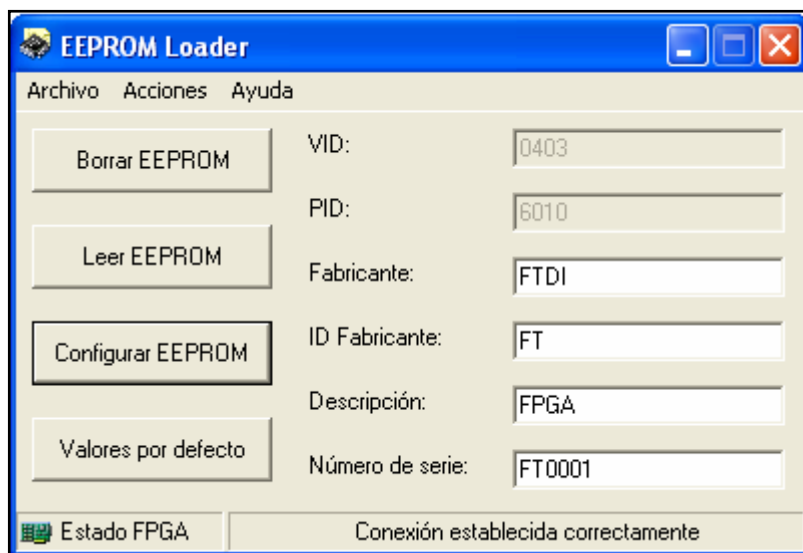 EEPROM Loader
Archivo Acciones Ayuda
Borrar EEPROM
Leer EEPROM
Configurar EEPROM
Valores por defecto
VID: 0403
PID: 6010
Fabricante: FTDI
ID Fabricante: FT
Descripción: FPGA
Número de serie: FT0001
Estado FPGA Conexión establecida correctamente